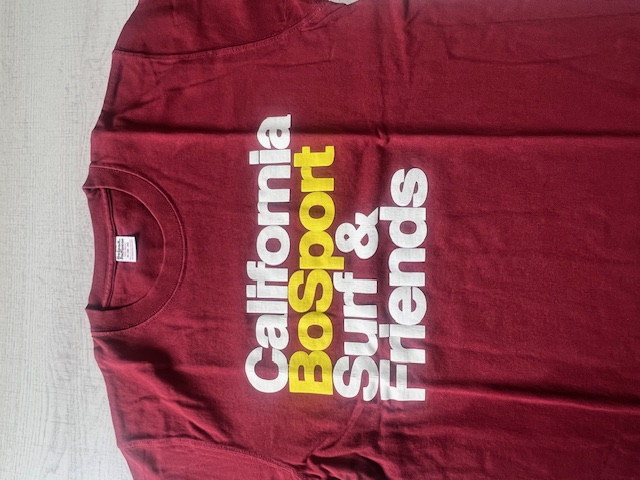 California
BoSport
Surf &
Friends